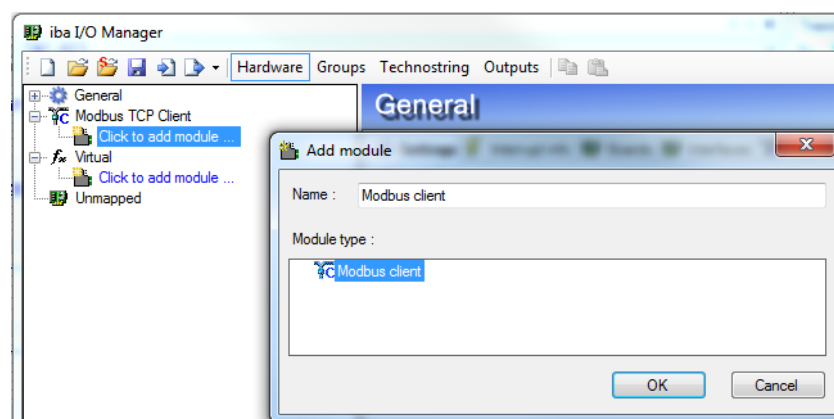 iba I/O Manager
Hardware Groups Technostring Outputs
General
Modbus TCP Client
Click to add module ...
Virtual
Click to add module ...
Unmapped
General
Add module
Name :
Modbus client
Module type :
Modbus client
OK Cancel